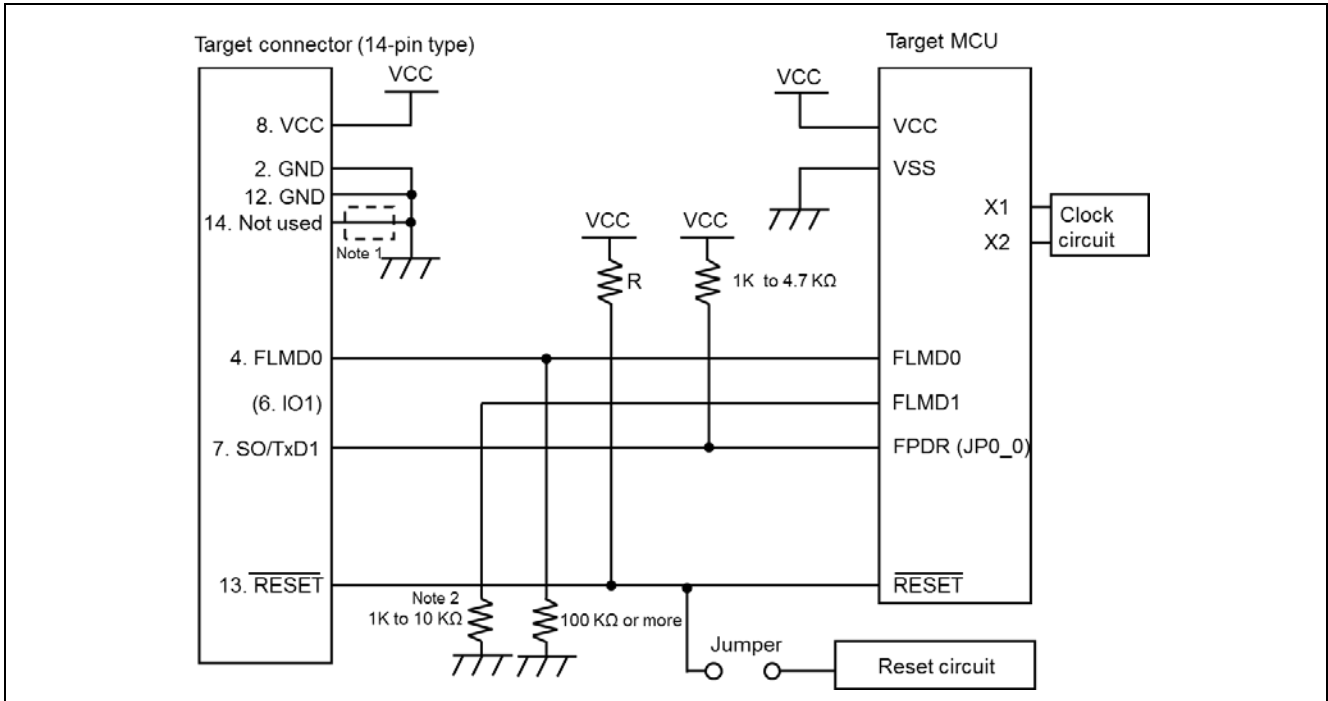 Target connector (14-pin type)
Target MCU
VCC
VCC
8. VCC
VCC
2. GND
VSS
12. GND
14. Not used
Note 1
X1
X2
Clock
circuit
VCC
VCC
R
1K to 4.7 KΩ
4. FLMD0
FLMD0
(6. IO1)
FLMD1
7. SO/TxD1
FPDR (JP0_0)
13. RESET
RESET
Note 2
1K to 10 KΩ
100 KΩ or more
Jumper
Reset circuit